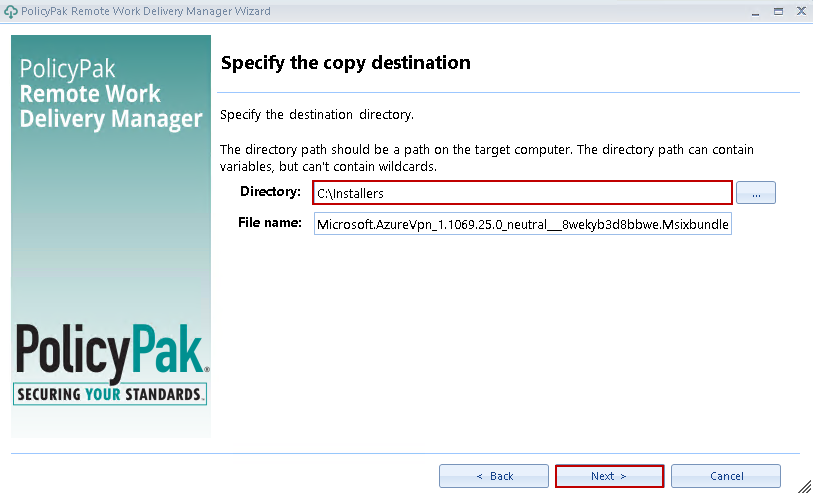 PolicyPak Remote Work Delivery Manager Wizard
PolicyPak
Remote Work
Delivery Manager
Specify the copy destination
Specify the destination directory.
The directory path should be a path on the target computer. The directory path can contain
variables, but can't contain wildcards.
Directory: C:\Installers ...
File name: Microsoft.AzureVpn_1.1069.25.0_neutral__8wekyb3d8bbwe.Msixbundle
PolicyPak®
SECURING YOUR STANDARDS.
< Back Next > Cancel